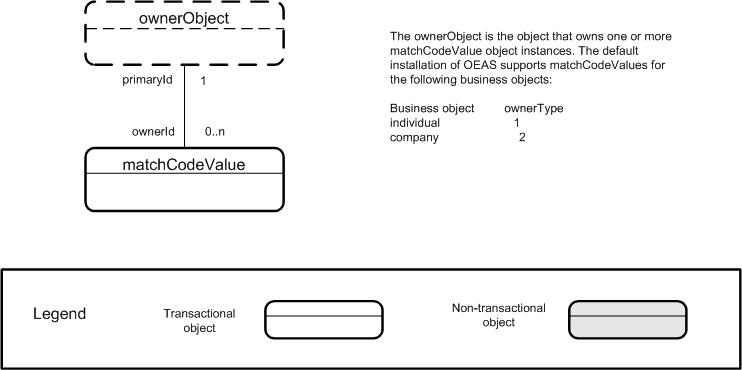 ownerObject
primaryId 1
ownerId 0..n
matchCodeValue
The ownerObject is the object that owns one or more
matchCodeValue object instances. The default
installation of OEAS supports matchCodeValues for
the following business objects:
Business object ownerType
individual 1
company 2
Legend
Transactional
object
Non-transactional
object